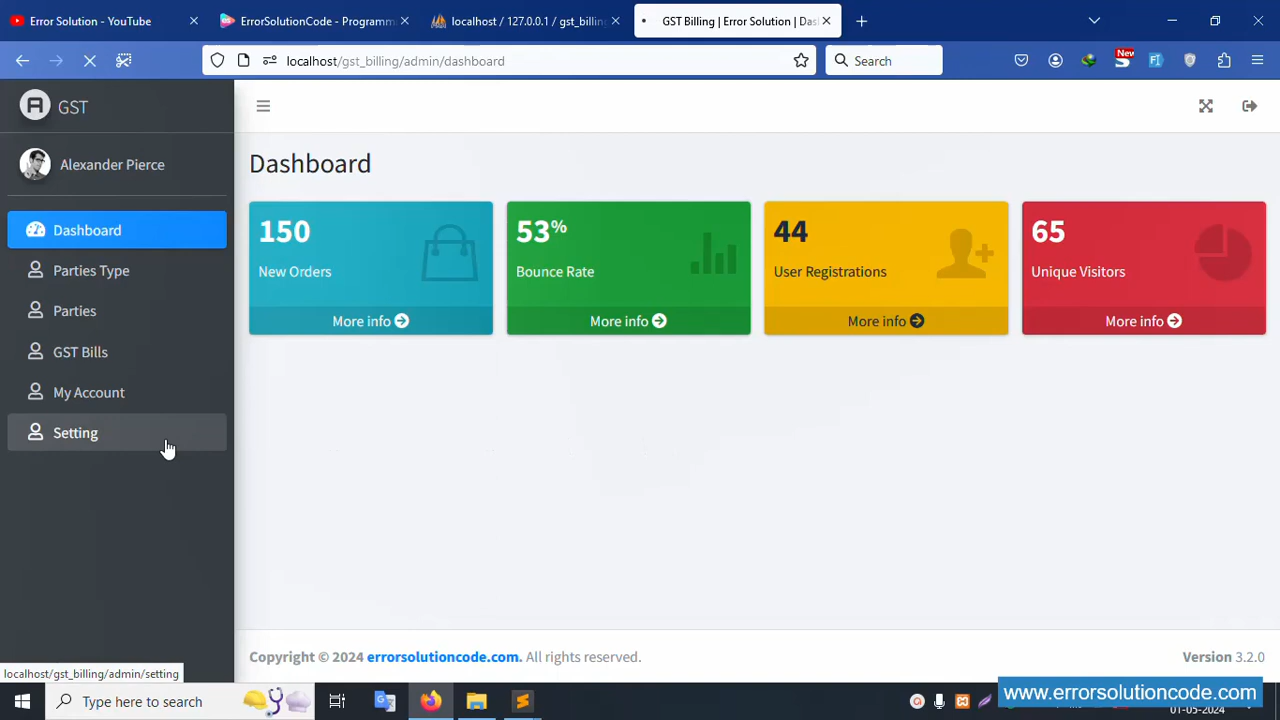 Error Solution - YouTube
ErrorSolutionCode - Programm
localhost / 127.0.0.1 / gst_billing
GST Billing | Error Solution | Das
localhost/gst_billing/admin/dashboard
Search
New
GST
Alexander Pierce
Dashboard
Parties Type
Parties
GST Bills
My Account
Setting
Dashboard
150
New Orders
More info
53%
Bounce Rate
More info
44
User Registrations
More info
65
Unique Visitors
More info
Copyright © 2024 errorsolutioncode.com. All rights reserved.
Version 3.2.0
localhost/gst_billing/admin/setting
Type here to search
www.errorsolutioncode.com
01-05-2024